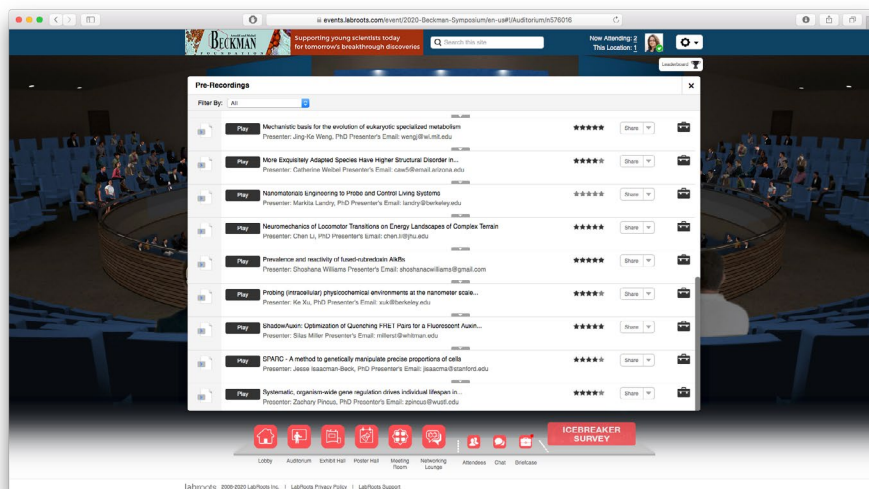 events.labroots.com/event/2020-Beckman-Symposium/en-us#!/Auditorium/n576016
Arnold and Mabel
BECKMAN
FOUNDATION
Supporting young scientists today
for tomorrow's breakthrough discoveries
Search this site
Now Attending: 2
This Location: 1
Leaderboard
Pre-Recordings
×
Filter By: All
Play Mechanistic basis for the evolution of eukaryotic specialized metabolism Share
Presenter: Jing-Ke Weng, PhD Presenter's Email: wengj@wi.mit.edu
Play More Exquisitely Adapted Species Have Higher Structural Disorder in... Share
Presenter: Catherine Weibel Presenter's Email: caw5@email.arizona.edu
Play Nanomaterials Engineering to Probe and Control Living Systems Share
Presenter: Markita Landry, PhD Presenter's Email: landry@berkeley.edu
Play Neuromechanics of Locomotor Transitions on Energy Landscapes of Complex Terrain Share
Presenter: Chen Li, PhD Presenter's Email: chen.li@jhu.edu
Play Prevalence and reactivity of fused-rubredoxin AlkBs Share
Presenter: Shoshana Williams Presenter's Email: shoshanacwilliams@gmail.com
Play Probing (intracellular) physicochemical environments at the nanometer scale... Share
Presenter: Ke Xu, PhD Presenter's Email: xuk@berkeley.edu
Play ShadowAuxin: Optimization of Quenching FRET Pairs for a Fluorescent Auxin... Share
Presenter: Silas Miller Presenter's Email: millerst@whitman.edu
Play SPARC - A method to genetically manipulate precise proportions of cells Share
Presenter: Jesse Isaacman-Beck, PhD Presenter's Email: jisaacma@stanford.edu
Play Systematic, organism-wide gene regulation drives individual lifespan in... Share
Presenter: Zachary Pincus, PhD Presenter's Email: zpincus@wustl.edu
ICEBREAKER
SURVEY
Lobby Auditorium Exhibit Hall Poster Hall Meeting Room Networking Lounge Attendees Chat Briefcase
labroots 2008-2020 LabRoots Inc. | LabRoots Privacy Policy | LabRoots Support